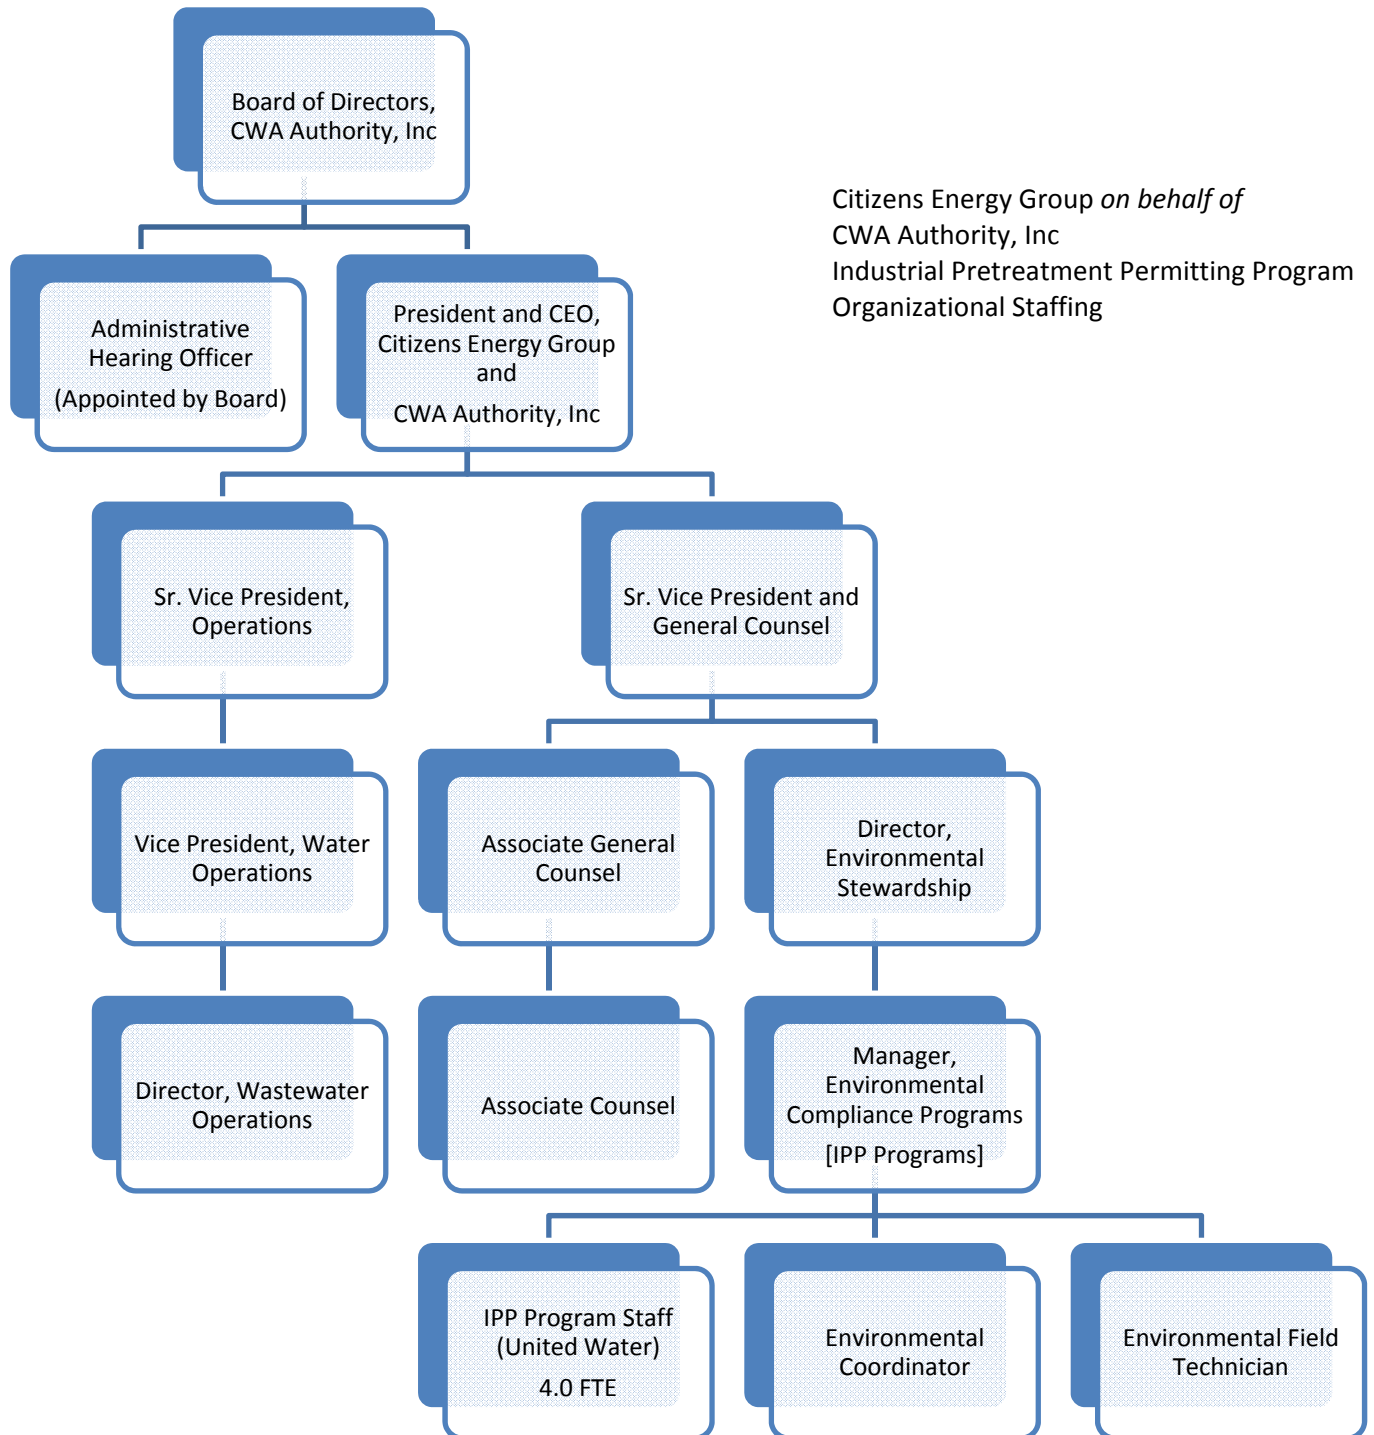 Board of Directors,
CWA Authority, Inc
Citizens Energy Group on behalf of
CWA Authority, Inc
Industrial Pretreatment Permitting Program
Organizational Staffing
Administrative
Hearing Officer
(Appointed by Board)
President and CEO,
Citizens Energy Group
and
CWA Authority, Inc
Sr. Vice President,
Operations
Sr. Vice President and
General Counsel
Vice President, Water
Operations
Associate General
Counsel
Director,
Environmental
Stewardship
Director, Wastewater
Operations
Associate Counsel
Manager,
Environmental
Compliance Programs
[IPP Programs]
IPP Program Staff
(United Water)
4.0 FTE
Environmental
Coordinator
Environmental Field
Technician